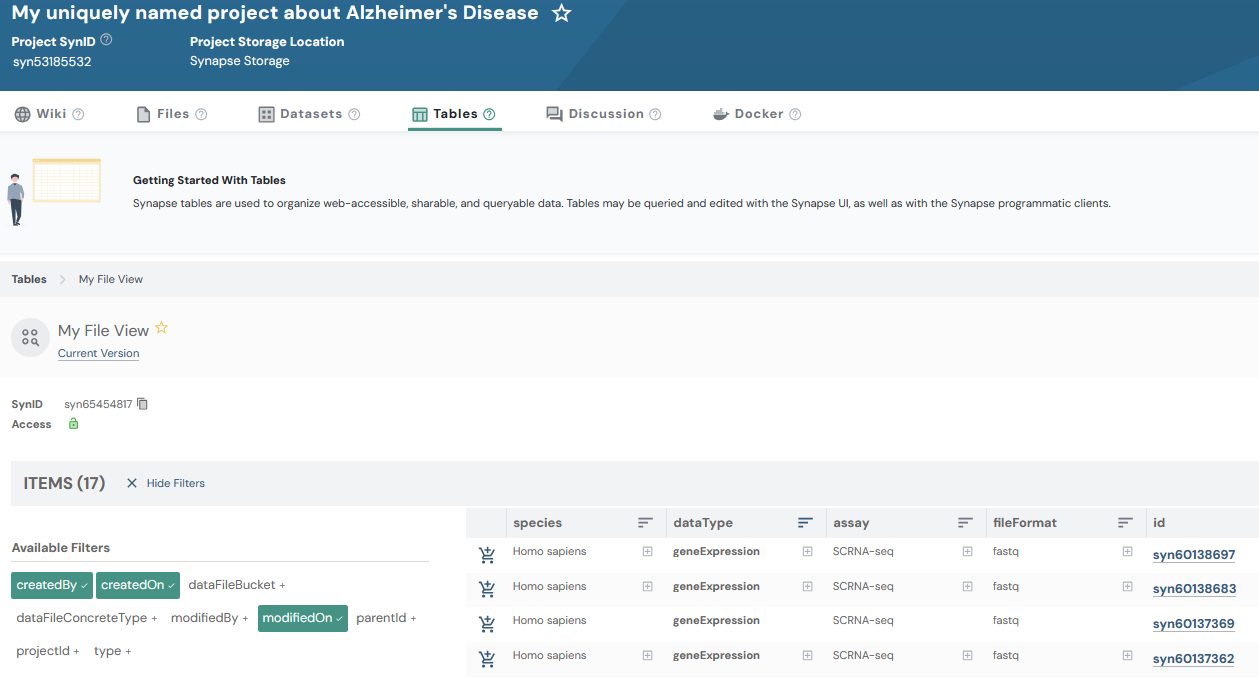 My uniquely named project about Alzheimer's Disease
Project SynID
Project Storage Location
syn53185532
Synapse Storage
Wiki
Files
Datasets
Tables
Discussion
Docker
Getting Started With Tables
Synapse tables are used to organize web-accessible, sharable, and queryable data. Tables may be queried and edited with the Synapse UI, as well as with the Synapse programmatic clients.
Tables > My File View
My File View
Current Version
SynID syn65454817
Access
ITEMS (17) Hide Filters
Available Filters
createdBy createdOn dataFileBucket +
dataFileConcreteType + modifiedBy + modifiedOn parentId +
projectId + type +
species dataType assay fileFormat id
Homo sapiens geneExpression SCRNA-seq fastq syn60138697
Homo sapiens geneExpression SCRNA-seq fastq syn60138683
Homo sapiens geneExpression SCRNA-seq fastq syn60137369
Homo sapiens geneExpression SCRNA-seq fastq syn60137362